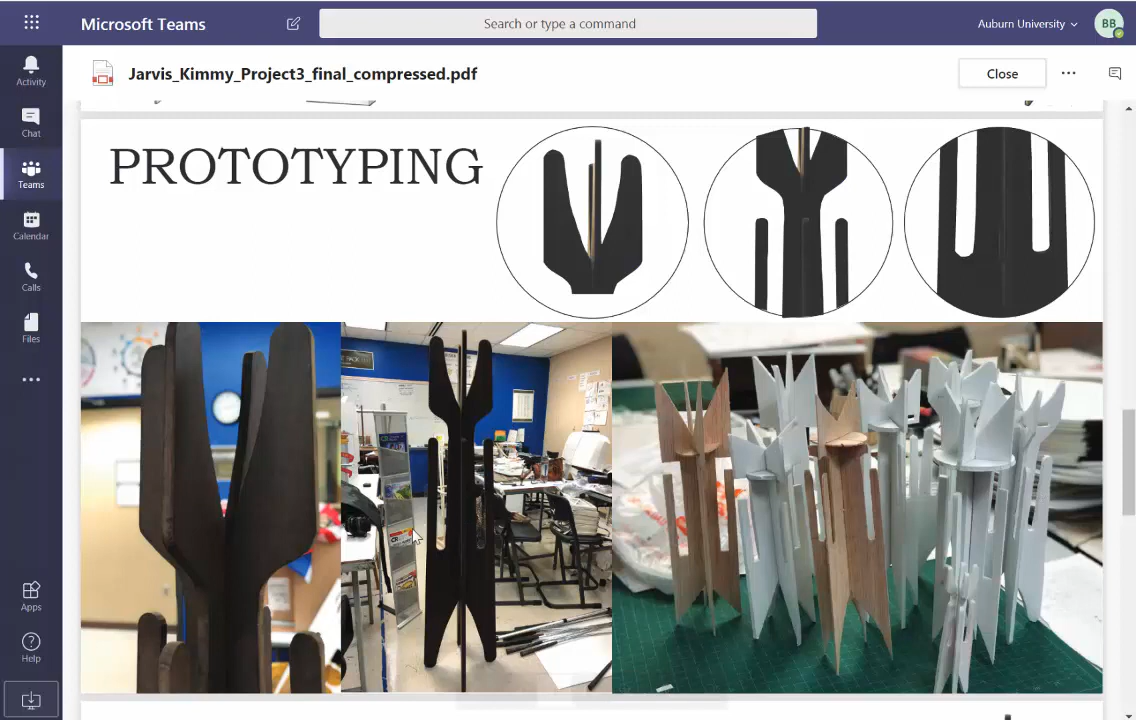 Microsoft Teams
Search or type a command
Auburn University
BB
Activity
Chat
Teams
Calendar
Calls
Files
Apps
Help
Jarvis_Kimmy_Project3_final_compressed.pdf
Close
PROTOTYPING